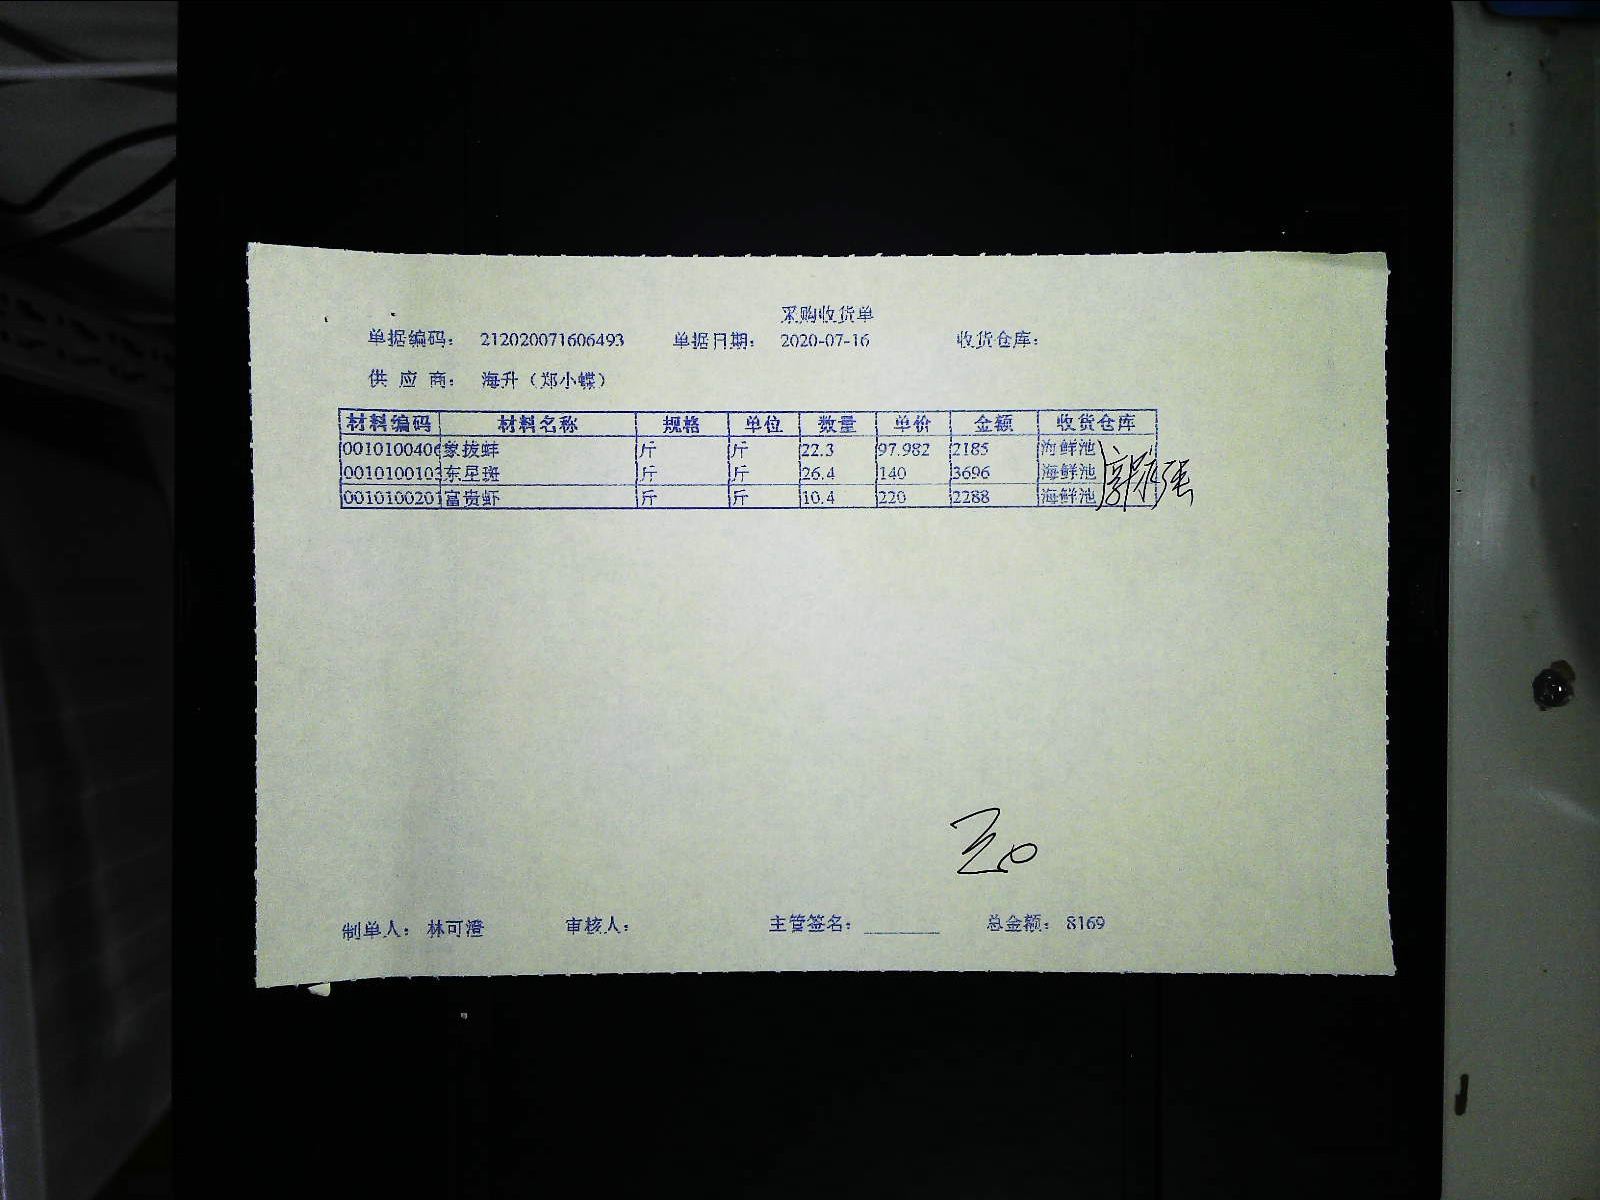 采购收货单
单据编码： 212020071606493 单据日期： 2020-07-16 收货仓库：
供 应 商： 海升（郑小蝶）
材料编码 材料名称 规格 单位 数量 单价 金额 收货仓库
0010100406 象拔蚌 斤 斤 22.3 97.982 2185 海鲜池
0010100103 东星斑 斤 斤 26.4 140 3696 海鲜池
0010100201 富贵虾 斤 斤 10.4 220 2288 海鲜池
制单人： 林可澄 审核人： 主管签名： 总金额： 8169